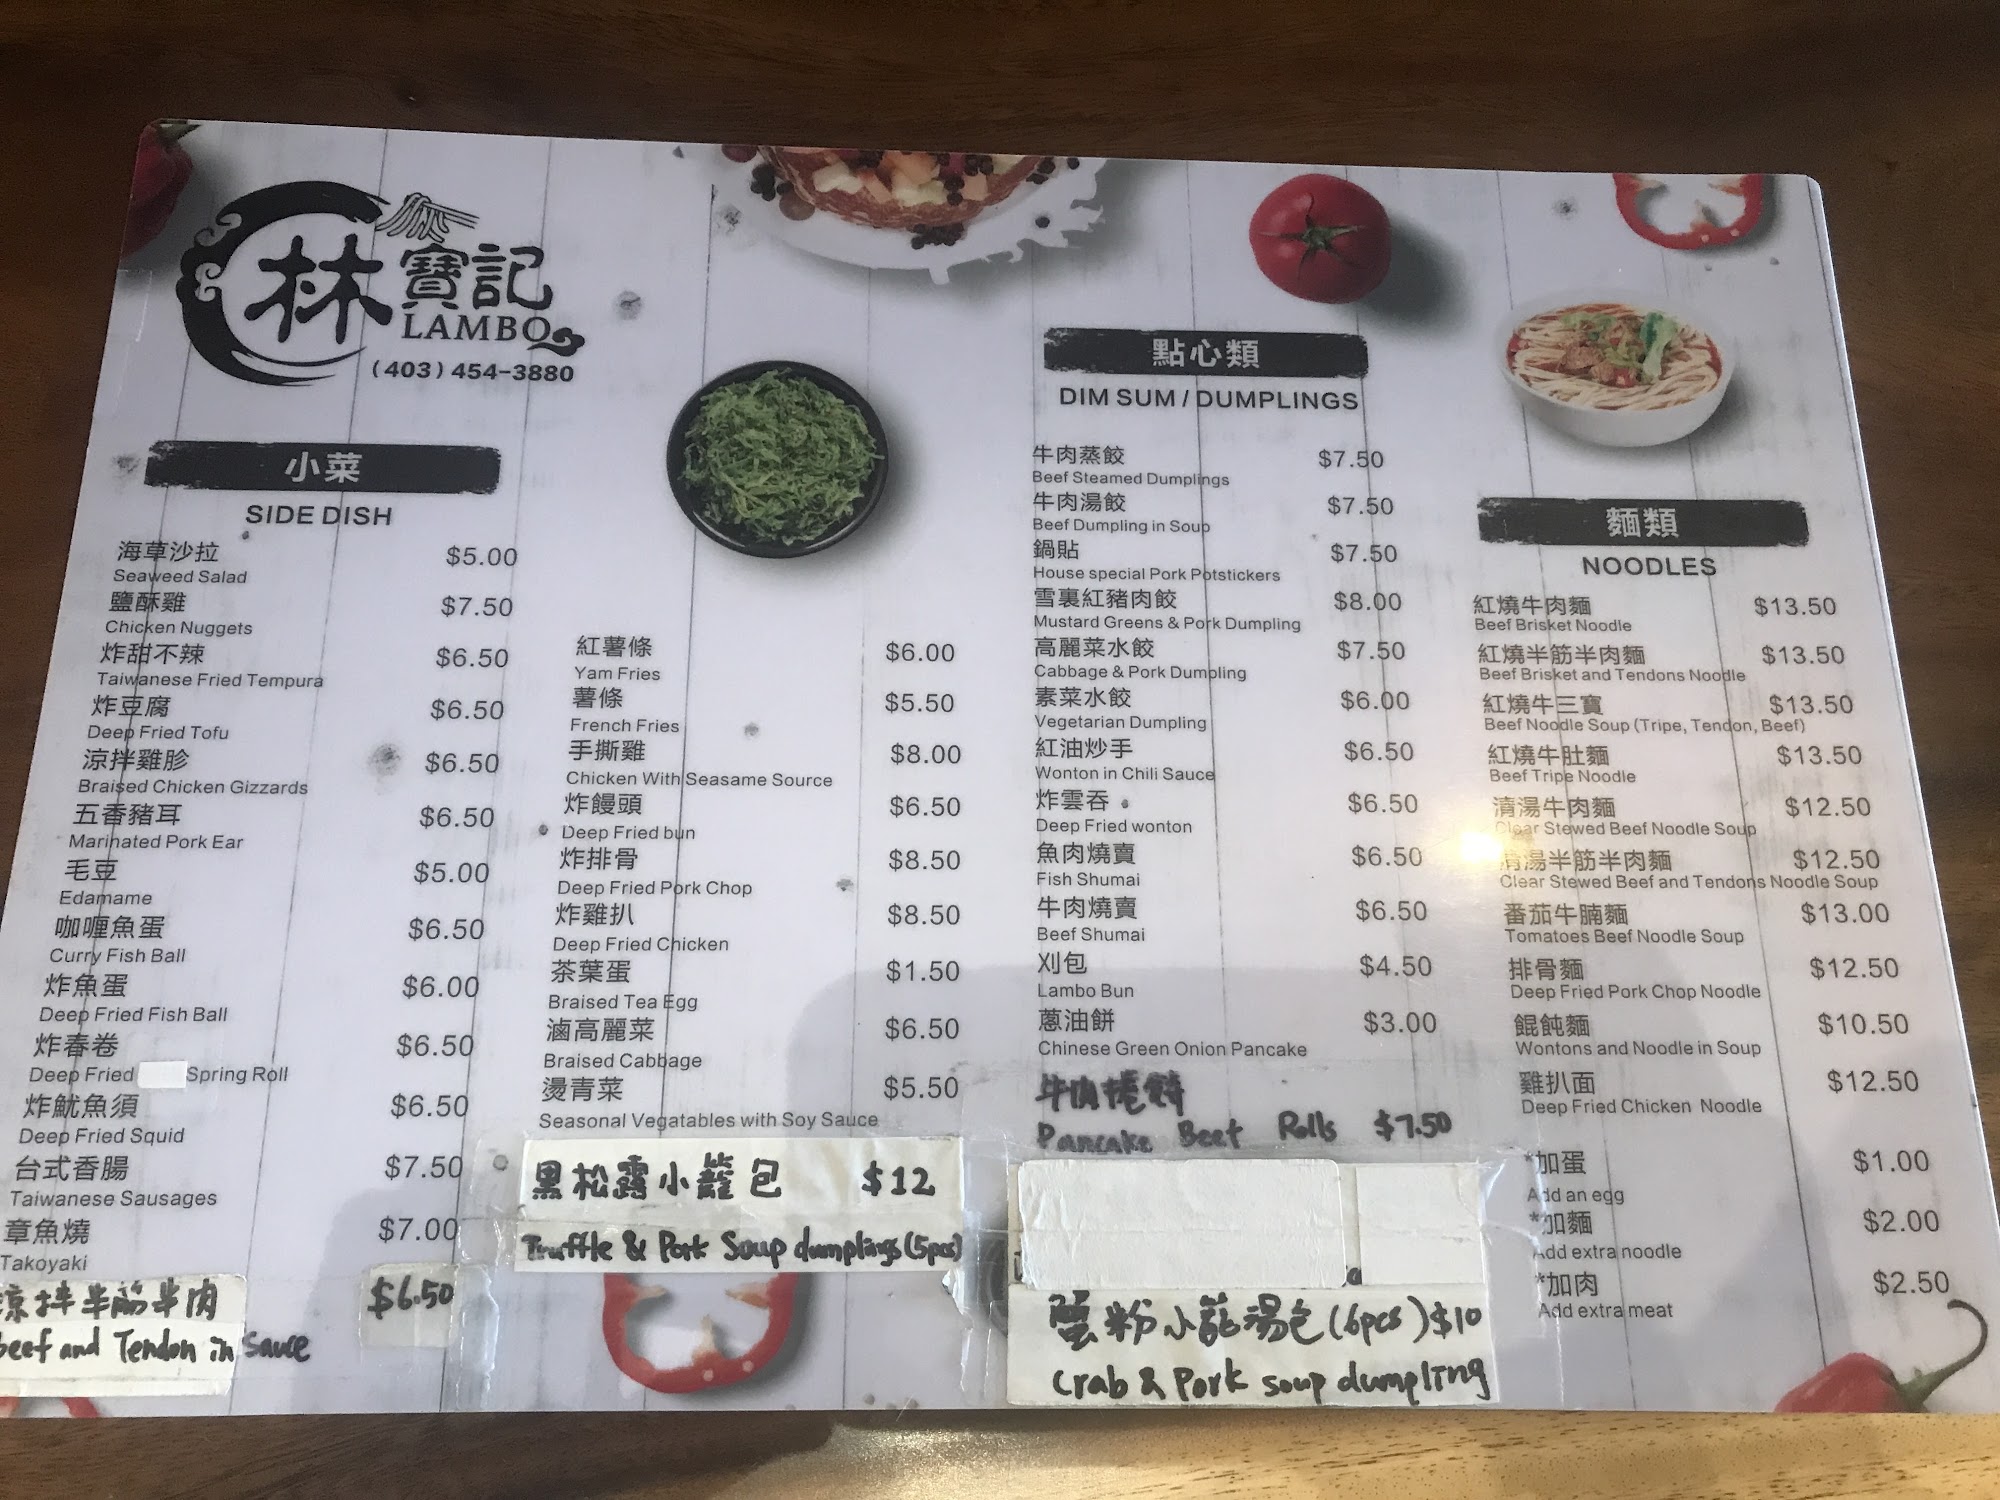 林寶記
LAMBO
(403) 454-3880
小菜
SIDE DISH
海草沙拉 $5.00
Seaweed Salad
鹽酥雞 $7.50
Chicken Nuggets
炸甜不辣 $6.50
Taiwanese Fried Tempura
炸豆腐 $6.50
Deep Fried Tofu
涼拌雞胗 $6.50
Braised Chicken Gizzards
五香豬耳 $6.50
Marinated Pork Ear
毛豆 $5.00
Edamame
咖喱魚蛋 $6.50
Curry Fish Ball
炸魚蛋 $6.00
Deep Fried Fish Ball
炸春卷 $6.50
Deep Fried Spring Roll
炸魷魚須 $6.50
Deep Fried Squid
台式香腸 $7.50
Taiwanese Sausages
章魚燒 $7.00
Takoyaki
涼拌半筋半肉 $6.50
beef and Tendon in Sauce
紅薯條 $6.00
Yam Fries
薯條 $5.50
French Fries
手撕雞 $8.00
Chicken With Seasame Source
炸饅頭 $6.50
Deep Fried bun
炸排骨 $8.50
Deep Fried Pork Chop
炸雞扒 $8.50
Deep Fried Chicken
茶葉蛋 $1.50
Braised Tea Egg
滷高麗菜 $6.50
Braised Cabbage
燙青菜 $5.50
Seasonal Vegatables with Soy Sauce
黑松露小籠包 $12
Truffle & Pork Soup dumplings (5pcs)
點心類
DIM SUM / DUMPLINGS
牛肉蒸餃 $7.50
Beef Steamed Dumplings
牛肉湯餃 $7.50
Beef Dumpling in Soup
鍋貼 $7.50
House special Pork Potstickers
雪裏紅豬肉餃 $8.00
Mustard Greens & Pork Dumpling
高麗菜水餃 $7.50
Cabbage & Pork Dumpling
素菜水餃 $6.00
Vegetarian Dumpling
紅油炒手 $6.50
Wonton in Chili Sauce
炸雲吞 $6.50
Deep Fried wonton
魚肉燒賣 $6.50
Fish Shumai
牛肉燒賣 $6.50
Beef Shumai
刈包 $4.50
Lambo Bun
蔥油餅 $3.00
Chinese Green Onion Pancake
牛肉捲餅
Pancake Beef Rolls $7.50
蟹粉小籠湯包 (6pcs) $10
Crab & Pork soup dumpling
麵類
NOODLES
紅燒牛肉麵 $13.50
Beef Brisket Noodle
紅燒半筋半肉麵 $13.50
Beef Brisket and Tendons Noodle
紅燒牛三寶 $13.50
Beef Noodle Soup (Tripe, Tendon, Beef)
紅燒牛肚麵 $13.50
Beef Tripe Noodle
清湯牛肉麵 $12.50
Clear Stewed Beef Noodle Soup
清湯半筋半肉麵 $12.50
Clear Stewed Beef and Tendons Noodle Soup
番茄牛腩麵 $13.00
Tomatoes Beef Noodle Soup
排骨麵 $12.50
Deep Fried Pork Chop Noodle
餛飩麵 $10.50
Wontons and Noodle in Soup
雞扒面 $12.50
Deep Fried Chicken Noodle
*加蛋 $1.00
Add an egg
*加麵 $2.00
Add extra noodle
*加肉 $2.50
Add extra meat